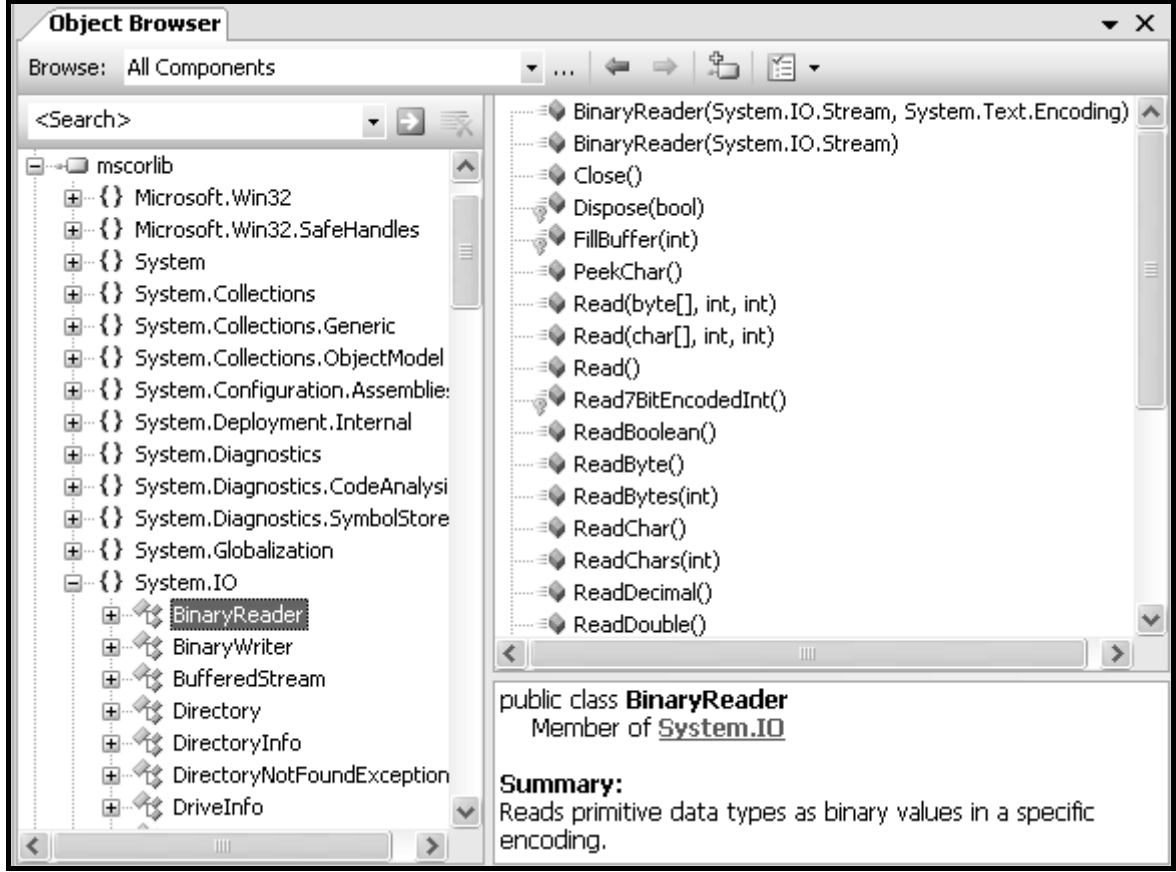 Object Browser
Browse: All Components ...
<Search>
mscorlib
{} Microsoft.Win32
{} Microsoft.Win32.SafeHandles
{} System
{} System.Collections
{} System.Collections.Generic
{} System.Collections.ObjectModel
{} System.Configuration.Assemblie
{} System.Deployment.Internal
{} System.Diagnostics
{} System.Diagnostics.CodeAnalysi
{} System.Diagnostics.SymbolStore
{} System.Globalization
{} System.IO
BinaryReader
BinaryWriter
BufferedStream
Directory
DirectoryInfo
DirectoryNotFoundException
DriveInfo
BinaryReader(System.IO.Stream, System.Text.Encoding)
BinaryReader(System.IO.Stream)
Close()
Dispose(bool)
FillBuffer(int)
PeekChar()
Read(byte[], int, int)
Read(char[], int, int)
Read()
Read7BitEncodedInt()
ReadBoolean()
ReadByte()
ReadBytes(int)
ReadChar()
ReadChars(int)
ReadDecimal()
ReadDouble()
public class BinaryReader
Member of System.IO
Summary:
Reads primitive data types as binary values in a specific
encoding.